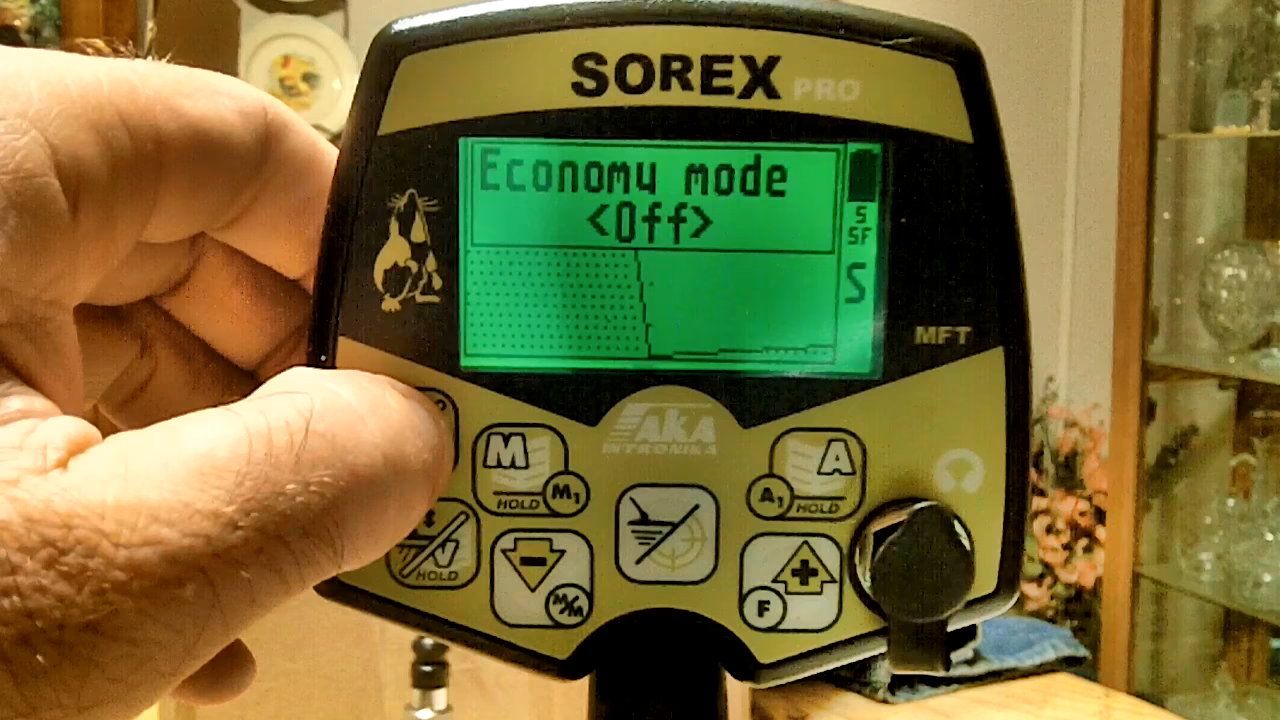 SOREX PRO
Economy mode
<Off>
S
SF
S
MFT
AKA
INTRONIKA
M
HOLD M1
A
A1 HOLD
V
HOLD
-
M/M
+
F